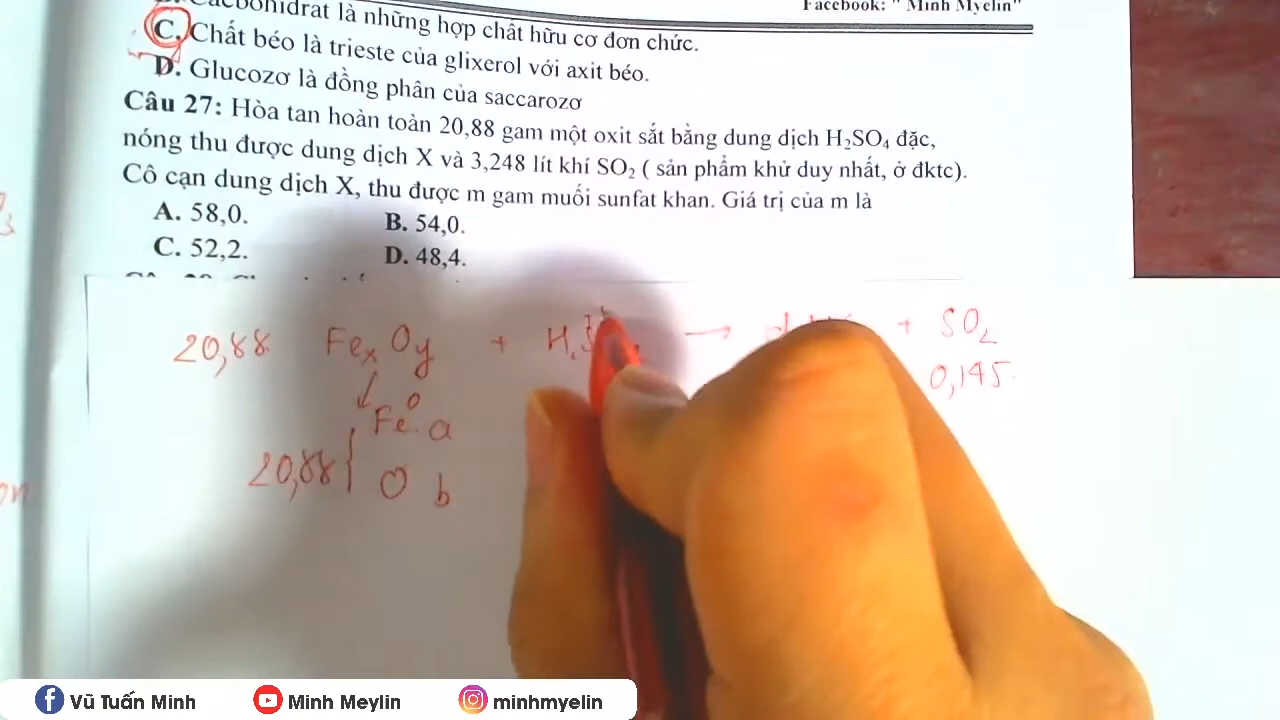 Facebook: " Minh Myelin"
là những hợp chất hữu cơ đơn chức.
C. Chất béo là trieste của glixerol với axit béo.
D. Glucozơ là đồng phân của saccarozơ
Câu 27: Hòa tan hoàn toàn 20,88 gam một oxit sắt bằng dung dịch H₂SO₄ đặc,
nóng thu được dung dịch X và 3,248 lít khí SO₂ ( sản phẩm khử duy nhất, ở đktc).
Cô cạn dung dịch X, thu được m gam muối sunfat khan. Giá trị của m là
A. 58,0. B. 54,0.
C. 52,2. D. 48,4.
20,88 FeₓOy + → + SO₂
0,145
Fe⁰ a
20,88 { O b
Vũ Tuấn Minh Minh Meylin minhmyelin